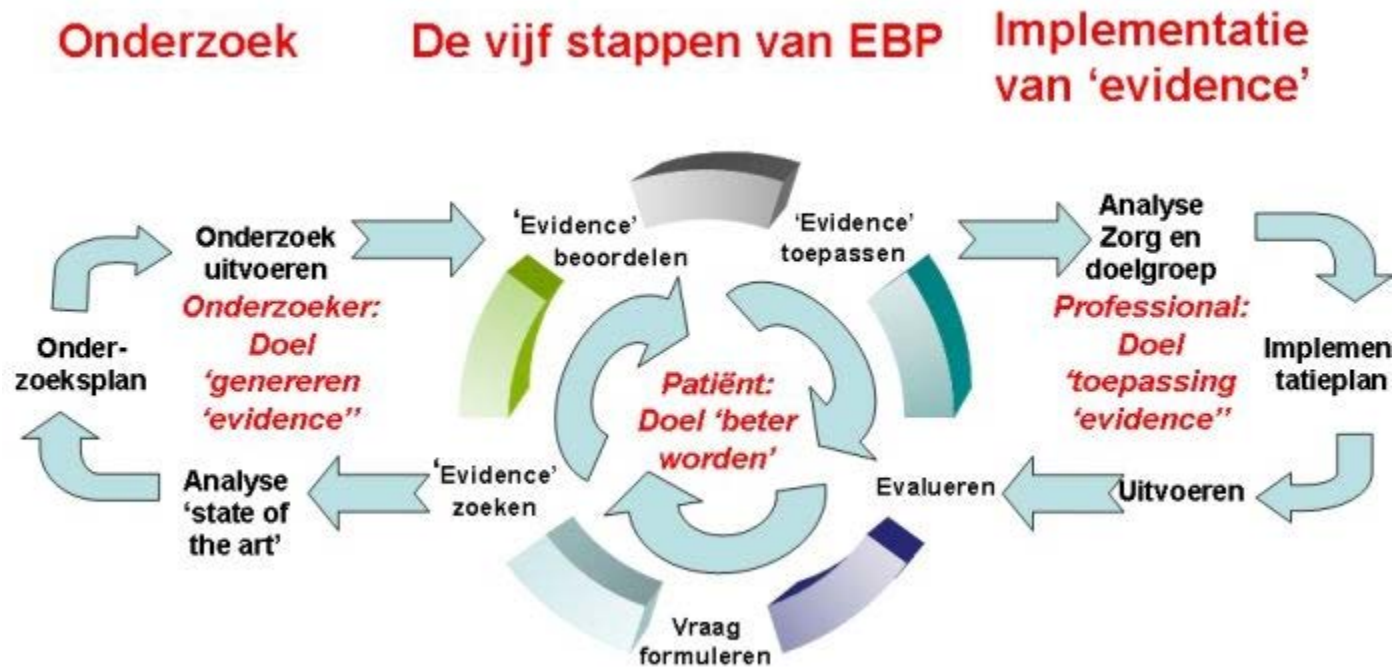 Onderzoek
De vijf stappen van EBP
Implementatie
van ‘evidence’
Onderzoek
uitvoeren
Onderzoeker:
Doel
‘genereren
‘evidence’’
Onder-
zoeksplan
Analyse
‘state of
the art’
‘Evidence’
beoordelen
‘Evidence’
toepassen
Patiënt:
Doel ‘beter
worden’
‘Evidence’
zoeken
Evalueren
Vraag
formuleren
Analyse
Zorg en
doelgroep
Professional:
Doel
‘toepassing
‘evidence’’
Implemen
tatieplan
Uitvoeren